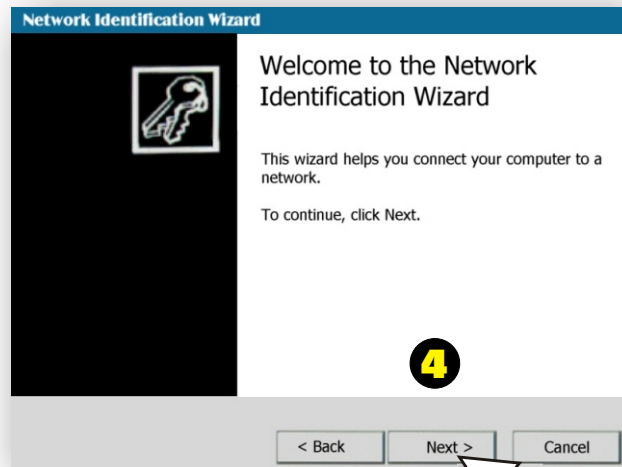 Network Identification Wizard
Welcome to the Network
Identification Wizard
This wizard helps you connect your computer to a
network.
To continue, click Next.
4
< Back Next > Cancel